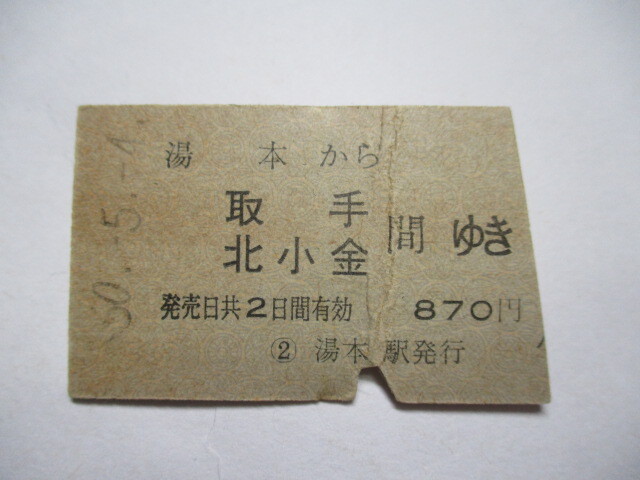 湯本から
取手
北小金
間 ゆき
発売日共2日間有効 870円
② 湯本駅発行
50.-5.-4.